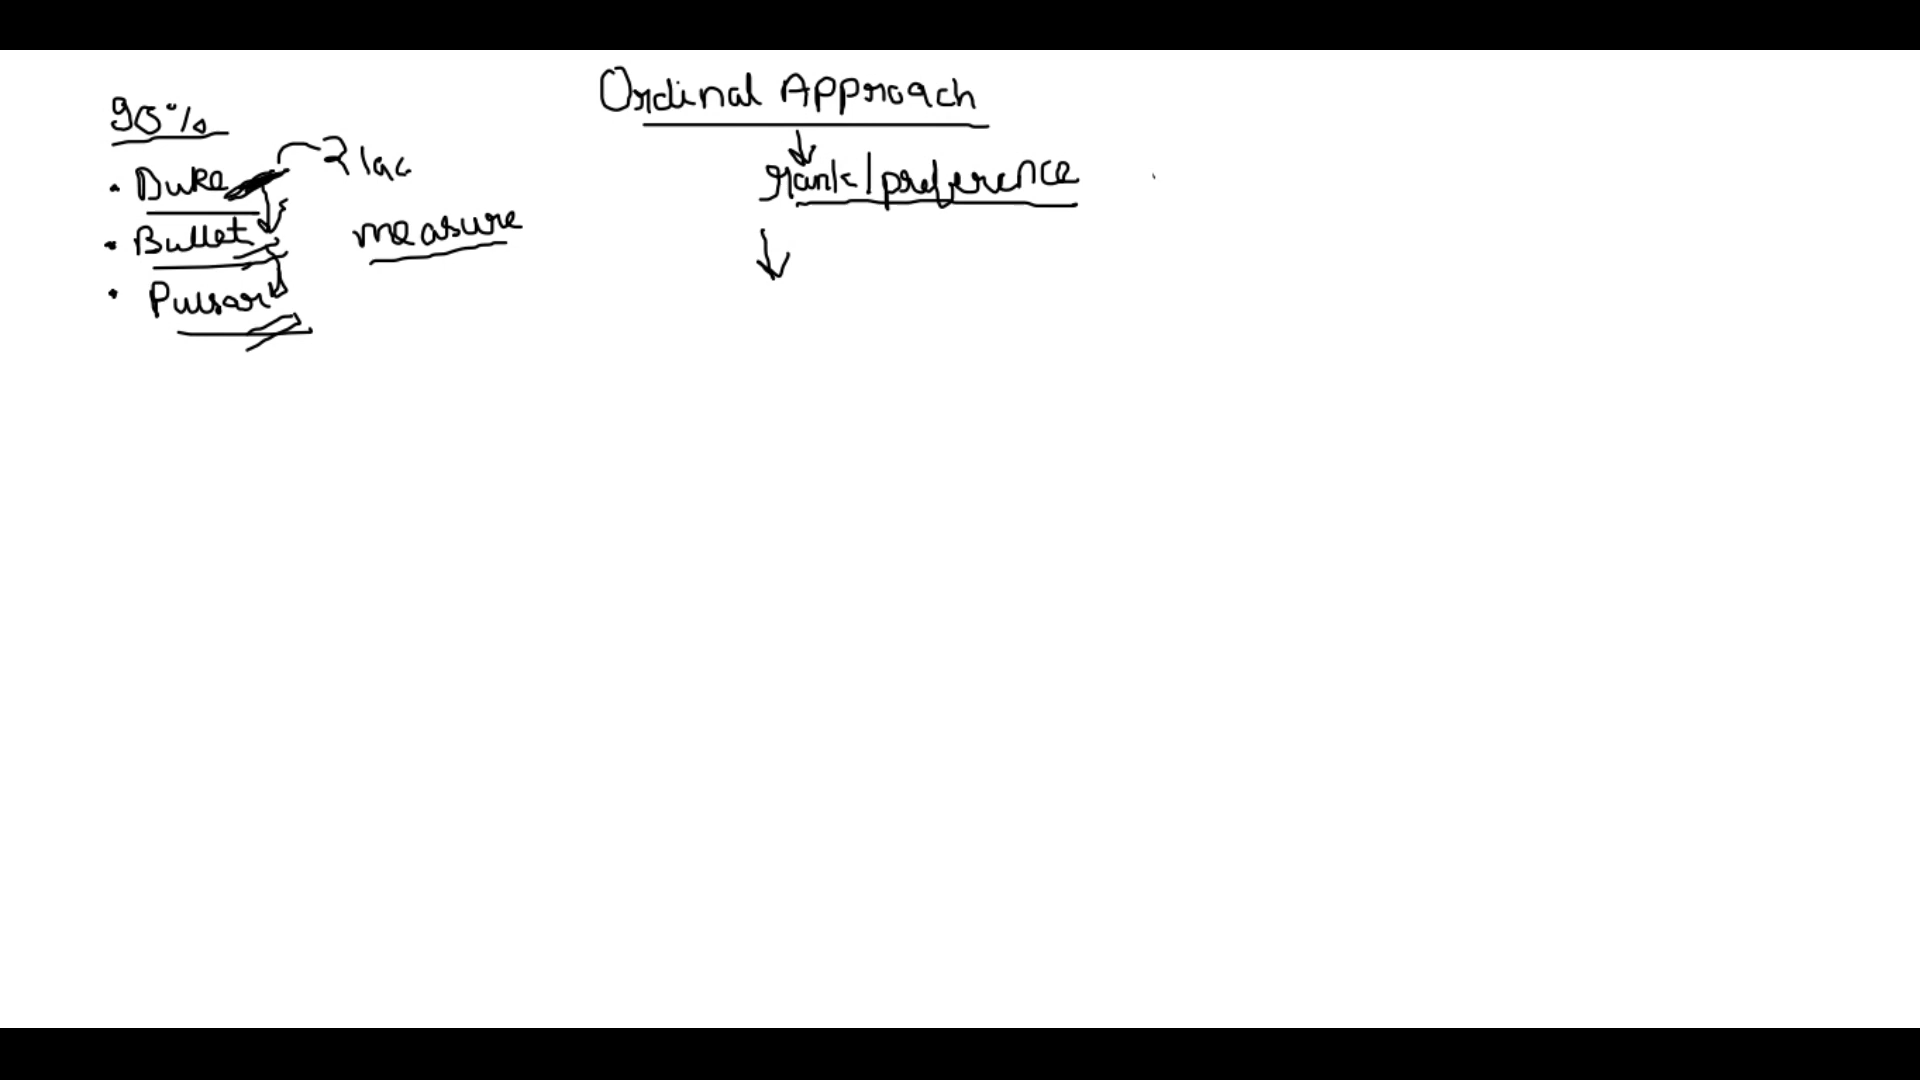 Ordinal Approach
Rank/preference
90%
• Duke
2 lac
• Bullet
measure
• Pulsar